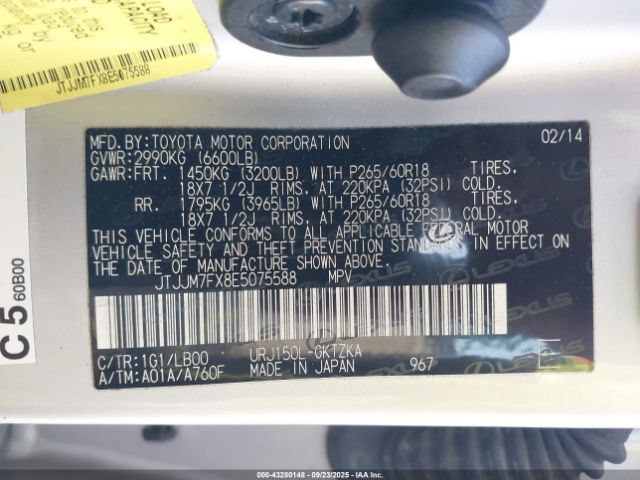 LOAD
CAPACITY
JTJJM7FX8E5075588
C 5 60B00
MFD.BY:TOYOTA MOTOR CORPORATION 02/14
GVWR:2990KG (6600LB)
GAWR:FRT. 1450KG (3200LB) WITH P265/60R18 TIRES,
18X7 1/2J RIMS, AT 220KPA (32PSI) COLD.
RR. 1795KG (3965LB) WITH P265/60R18 TIRES,
18X7 1/2J RIMS, AT 220KPA (32PSI) COLD.
THIS VEHICLE CONFORMS TO ALL APPLICABLE FEDERAL MOTOR
VEHICLE SAFETY AND THEFT PREVENTION STANDARDS IN EFFECT ON
THE DATE OF MANUFACTURE SHOWN ABOVE.
JTJJM7FX8E5075588 MPV
C/TR:1G1/LB00 URJ150L-GKTZKA
A/TM:A01A/A760F MADE IN JAPAN 967 E
LEXUS
000-43280148 - 09/23/2025 - IAA Inc.